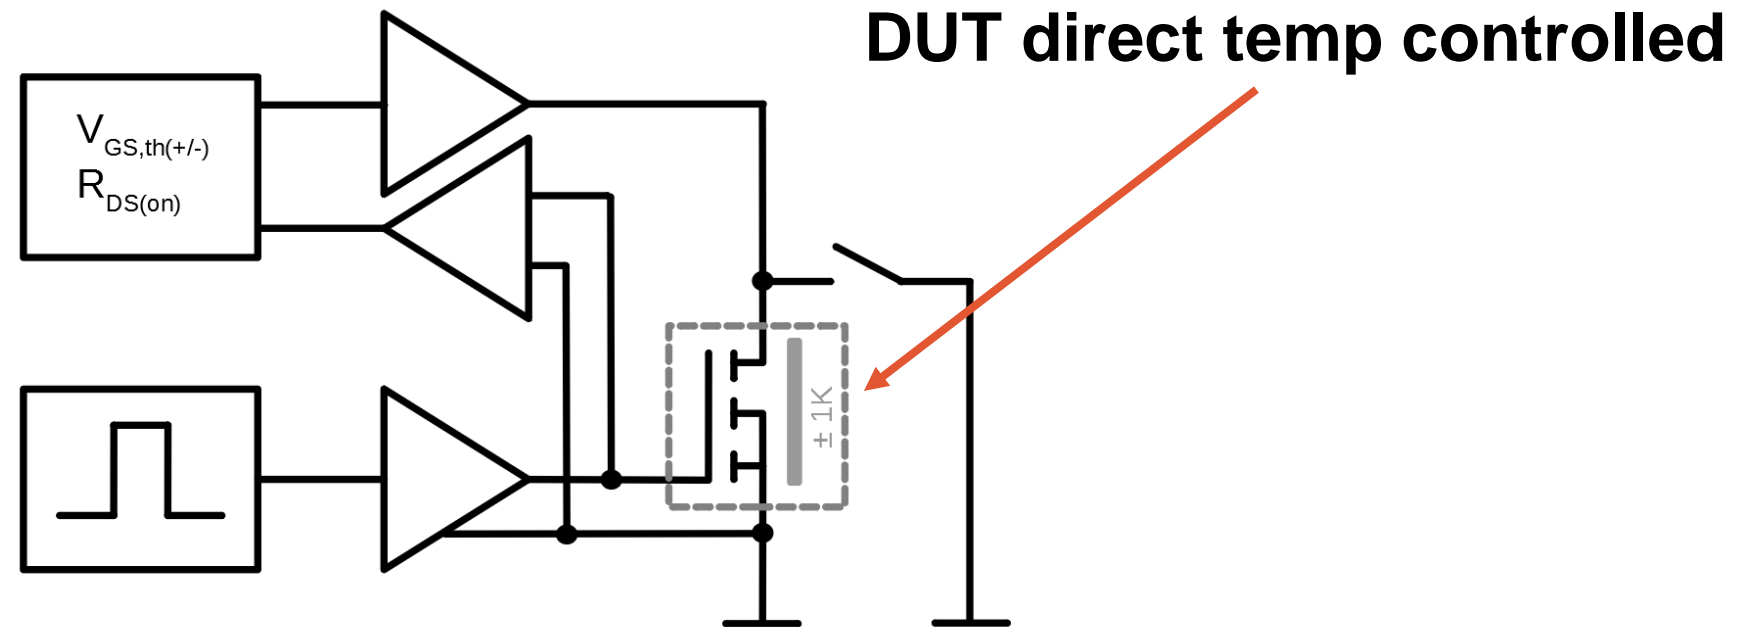 DUT direct temp controlled
VGS,th(+/-)
RDS(on)
± 1K